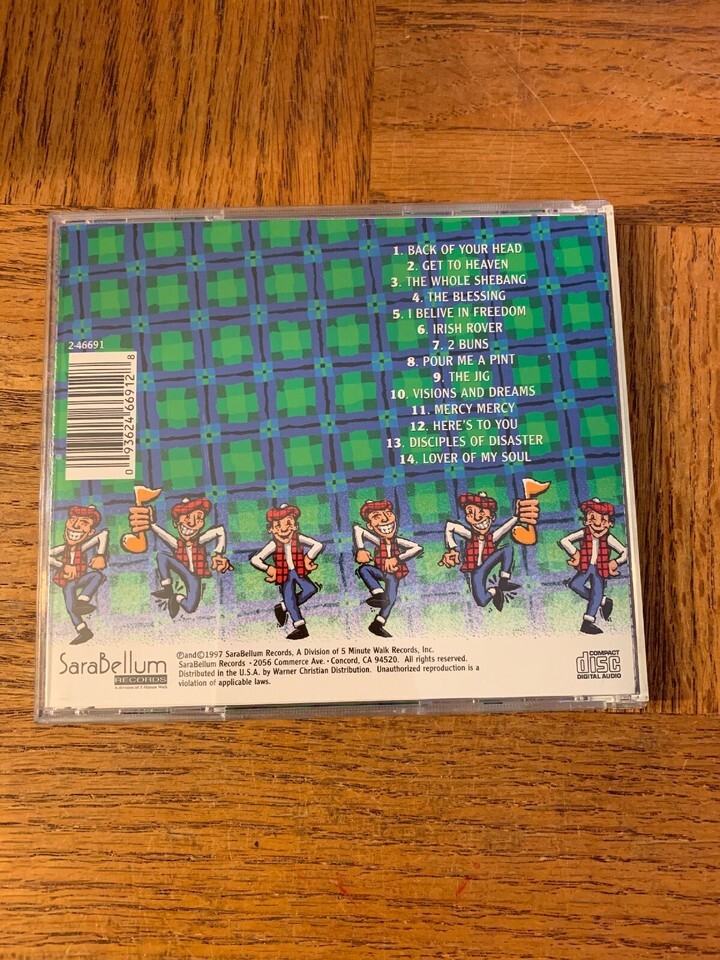 1. BACK OF YOUR HEAD
2. GET TO HEAVEN
3. THE WHOLE SHEBANG
4. THE BLESSING
5. I BELIVE IN FREEDOM
6. IRISH ROVER
7. 2 BUNS
8. POUR ME A PINT
9. THE JIG
10. VISIONS AND DREAMS
11. MERCY MERCY
12. HERE'S TO YOU
13. DISCIPLES OF DISASTER
14. LOVER OF MY SOUL
2-46691
0 93624 66912 8
SaraBellum
RECORDS
A division of 5 Minute Walk
℗and©1997 SaraBellum Records, A Division of 5 Minute Walk Records, Inc.
SaraBellum Records · 2056 Commerce Ave. · Concord, CA 94520. All rights reserved.
Distributed in the U.S.A. by Warner Christian Distribution. Unauthorized reproduction is a
violation of applicable laws.
COMPACT
disc
DIGITAL AUDIO